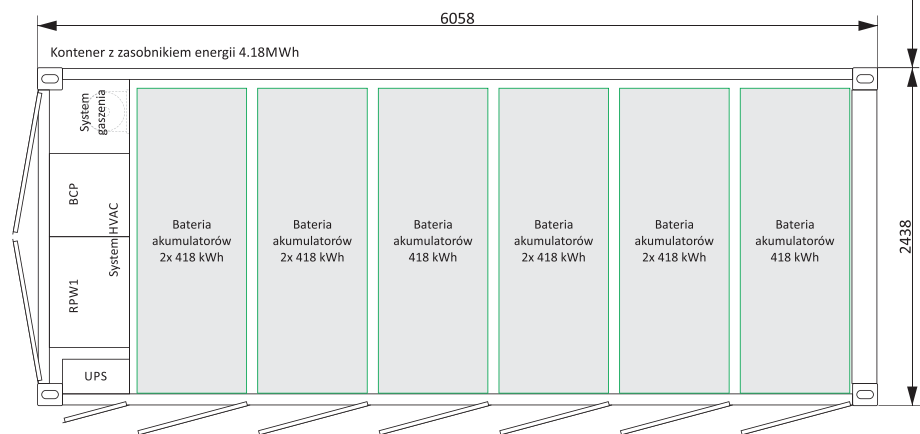 6058
Kontener z zasobnikiem energii 4.18MWh
System
gaszenia
BCP
System HVAC
RPW1
UPS
Bateria
akumulatorów
2x 418 kWh
Bateria
akumulatorów
2x 418 kWh
Bateria
akumulatorów
418 kWh
Bateria
akumulatorów
2x 418 kWh
Bateria
akumulatorów
2x 418 kWh
Bateria
akumulatorów
418 kWh
2438